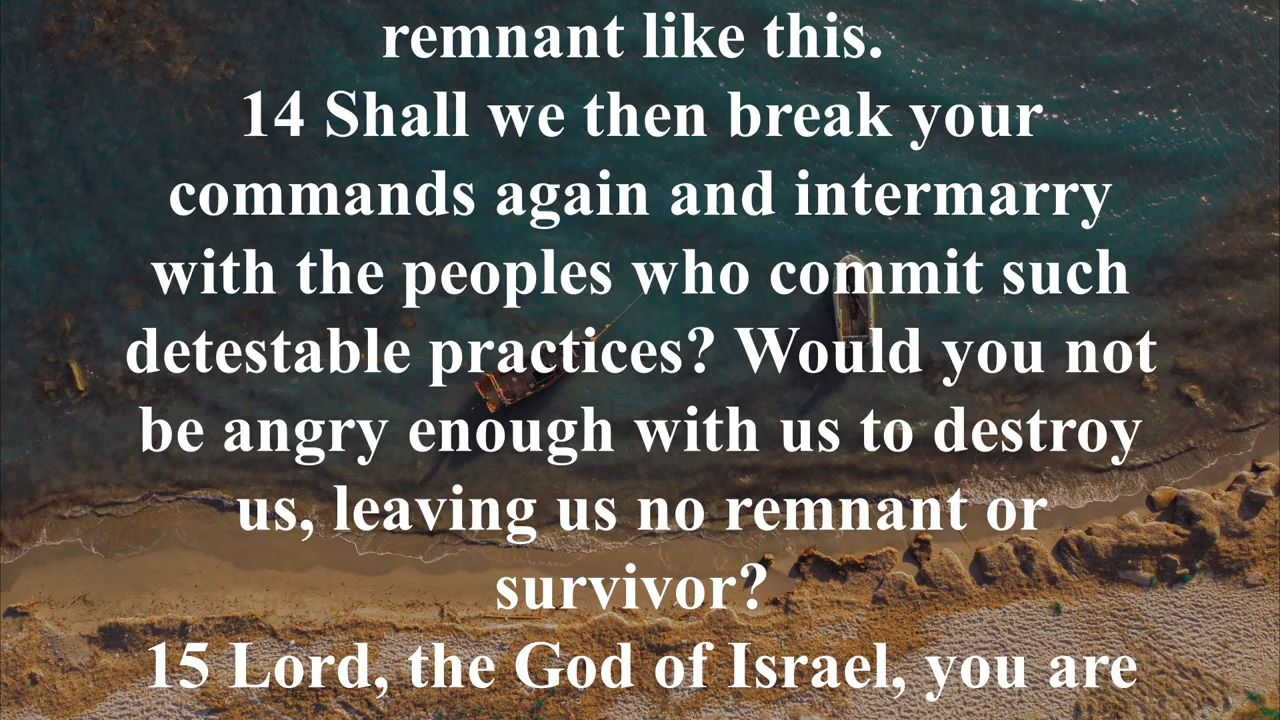 remnant like this.
14 Shall we then break your
commands again and intermarry
with the peoples who commit such
detestable practices? Would you not
be angry enough with us to destroy
us, leaving us no remnant or
survivor?
15 Lord, the God of Israel, you are